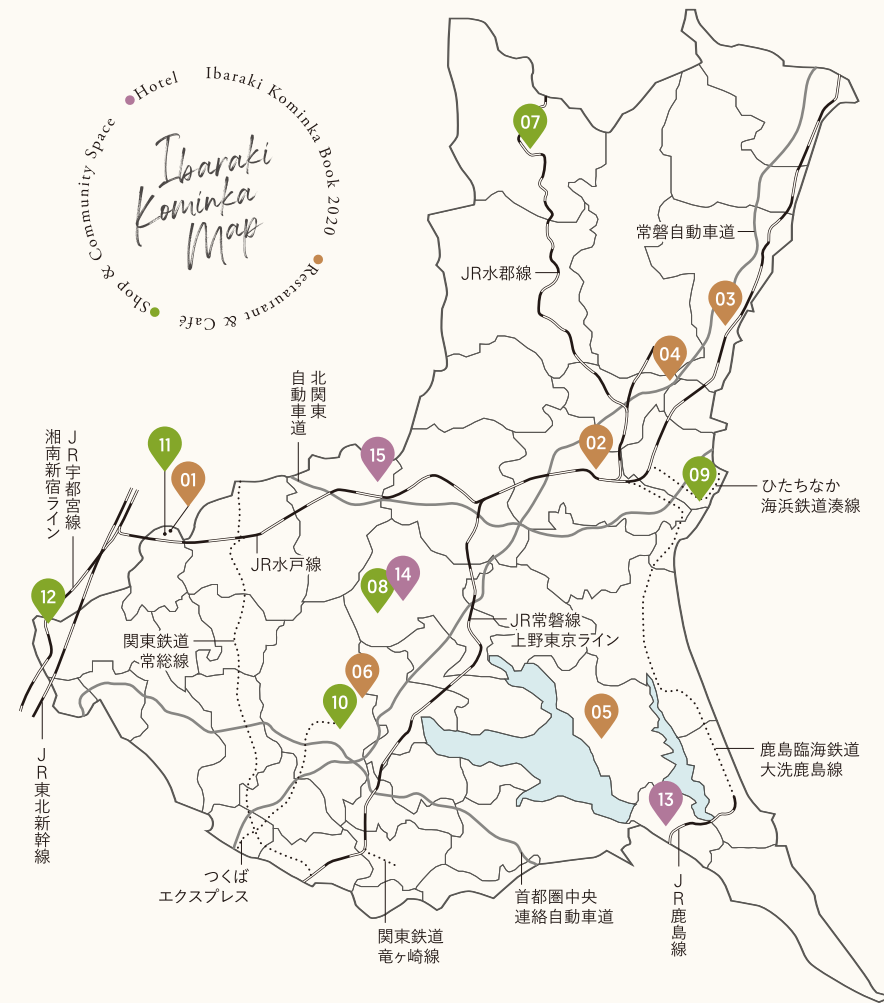 Ibaraki Kominka Book 2020
Restaurant & Café
Shop & Community Space
Hotel
Ibaraki
Kominka
Map
07
常磐自動車道
JR水郡線
03
04
北関東
自動車道
JR宇都宮線
湘南新宿ライン
11
01
15
02
09
ひたちなか
海浜鉄道湊線
JR水戸線
14
08
12
JR常磐線
上野東京ライン
関東鉄道
常総線
06
10
05
鹿島臨海鉄道
大洗鹿島線
13
JR東北新幹線
つくば
エクスプレス
首都圏中央
連絡自動車道
JR鹿島線
関東鉄道
竜ヶ崎線